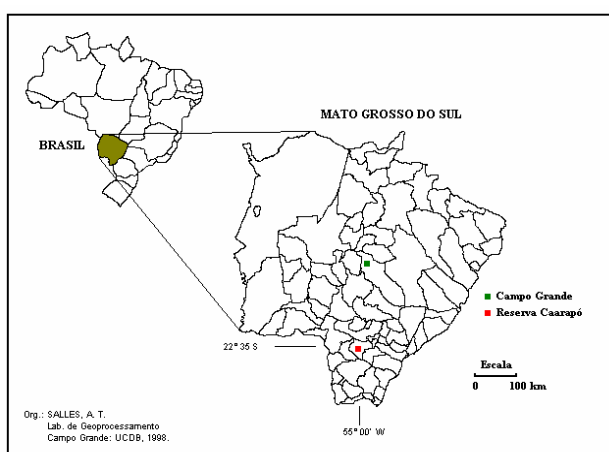 MATO GROSSO DO SUL
BRASIL
Campo Grande
Reserva Caarapó
22° 35 S
Escala
0 100 km
Org.: SALLES, A. T.
Lab. de Geoprocessamento
Campo Grande: UCDB, 1998.
55° 00' W